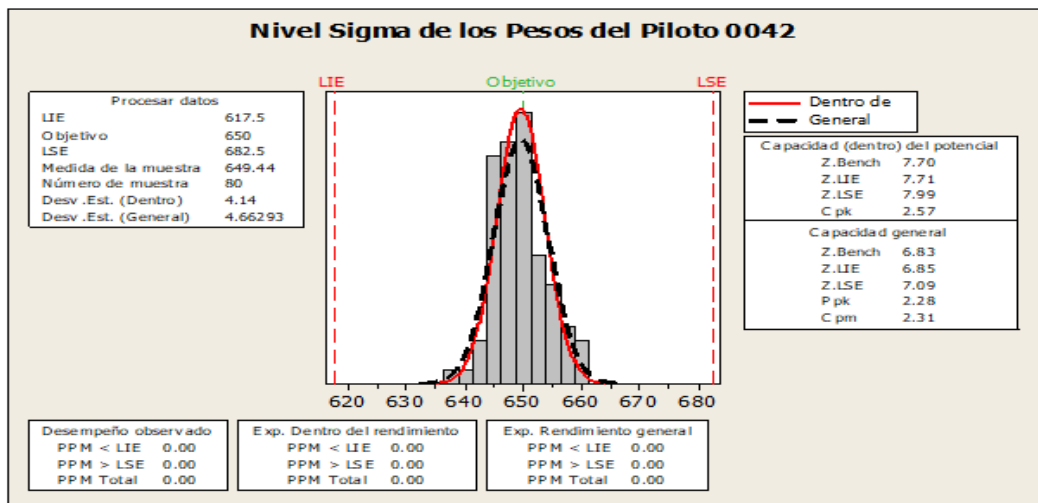 Nivel Sigma de los Pesos del Piloto 0042
LIE
Objetivo
LSE
Procesar datos
LIE 617.5
Objetivo 650
LSE 682.5
Medida de la muestra 649.44
Número de muestra 80
Desv.Est. (Dentro) 4.14
Desv.Est. (General) 4.66293
Dentro de
General
Capacidad (dentro) del potencial
Z.Bench 7.70
Z.LIE 7.71
Z.LSE 7.99
Cpk 2.57
Capacidad general
Z.Bench 6.83
Z.LIE 6.85
Z.LSE 7.09
Ppk 2.28
Cpm 2.31
620 630 640 650 660 670 680
Desempeño observado
PPM < LIE 0.00
PPM > LSE 0.00
PPM Total 0.00
Exp. Dentro del rendimiento
PPM < LIE 0.00
PPM > LSE 0.00
PPM Total 0.00
Exp. Rendimiento general
PPM < LIE 0.00
PPM > LSE 0.00
PPM Total 0.00